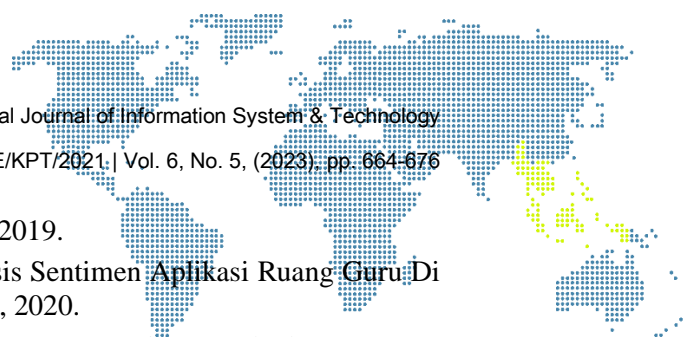 al Journal of Information System & Technology
E/KPT/2021 | Vol. 6, No. 5, (2023), pp. 664-676
2019.
sis Sentimen Aplikasi Ruang Guru Di
, 2020.